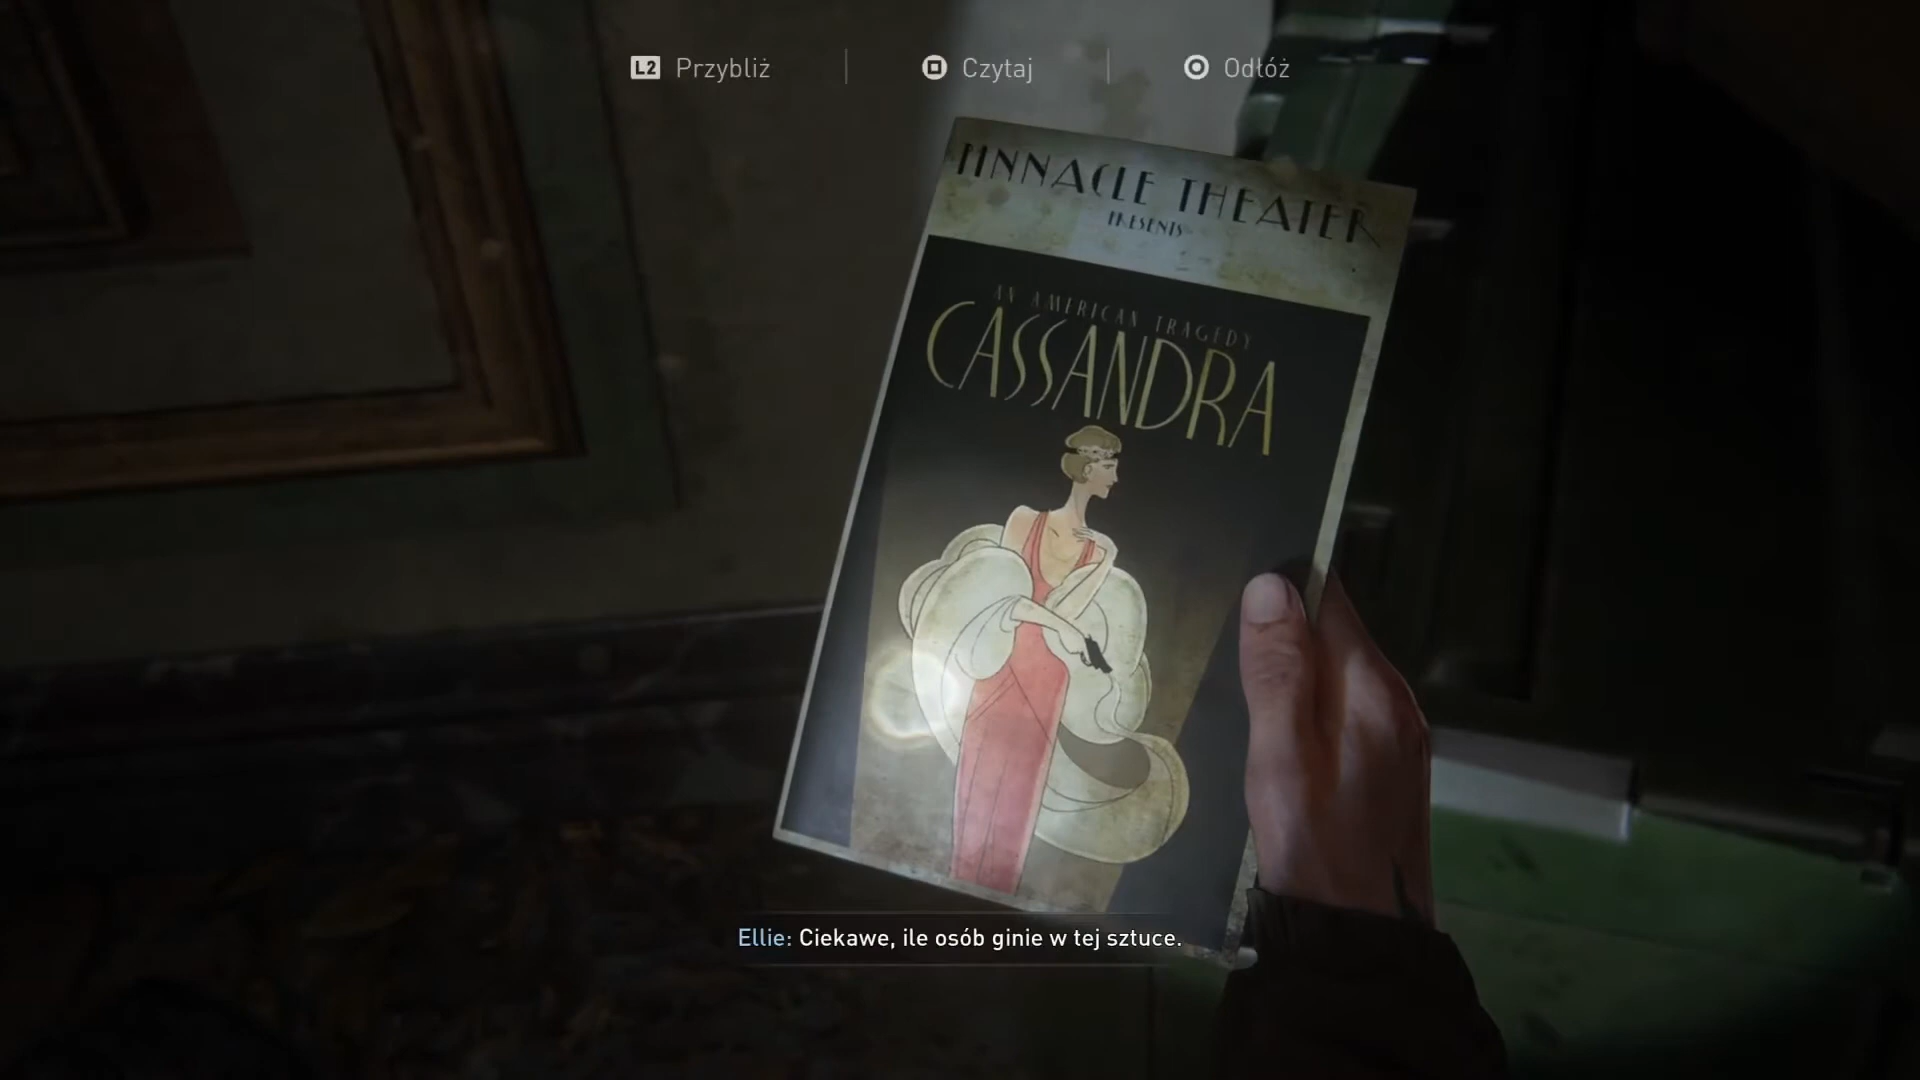 L2 Przybliż
Czytaj
Odłóż
PINNACLE THEATER
PRESENTS
AN AMERICAN TRAGEDY
CASSANDRA
Ellie: Ciekawe, ile osób ginie w tej sztuce.